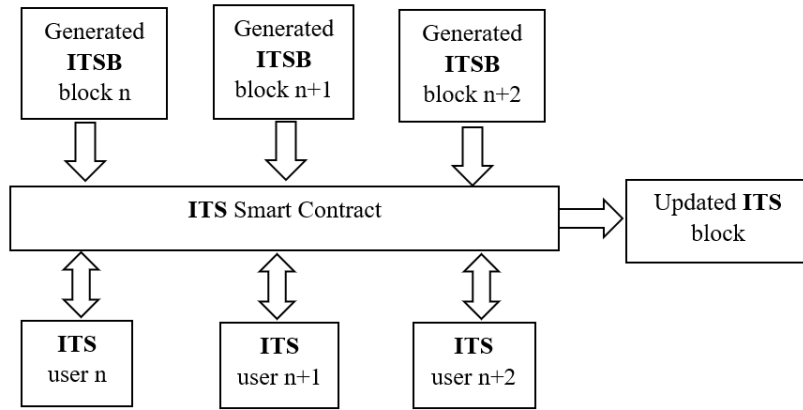 Generated
ITSB
block n
Generated
ITSB
block n+1
Generated
ITSB
block n+2
ITS Smart Contract
Updated ITS
block
ITS
user n
ITS
user n+1
ITS
user n+2